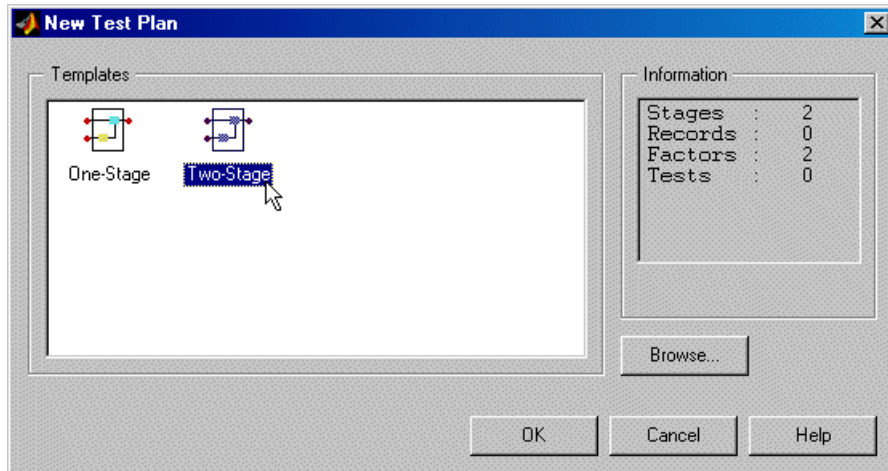 New Test Plan
Templates
One-Stage
Two-Stage
Information
Stages : 2
Records : 0
Factors : 2
Tests : 0
Browse...
OK
Cancel
Help